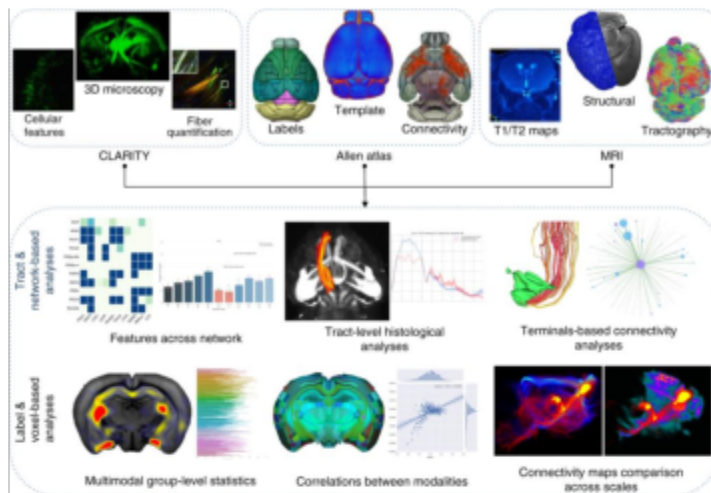 3D microscopy
Cellular
features
Fiber
quantification
CLARITY
Labels
Template
Connectivity
Allen atlas
T1/T2 maps
Structural
Tractography
MRI
Tract &
network-based
analyses
Features across network
Tract-level histological
analyses
Terminals-based connectivity
analyses
Label &
voxel-based
analyses
Multimodal group-level statistics
Correlations between modalities
Connectivity maps comparison
across scales